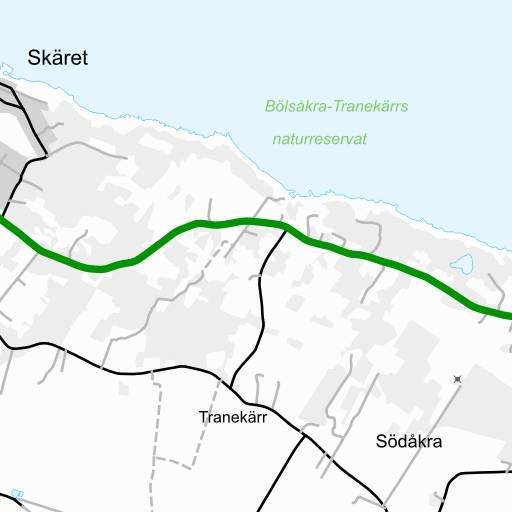 Skäret
Bölsåkra-Tranekärrs
naturreservat
Tranekärr
Södåkra